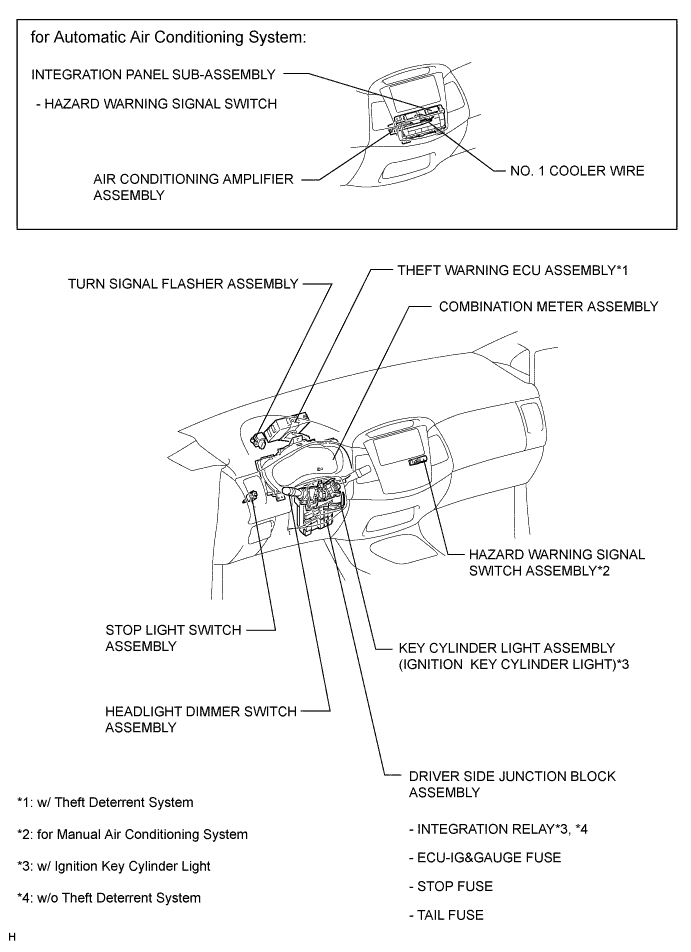 for Automatic Air Conditioning System:
INTEGRATION PANEL SUB-ASSEMBLY
- HAZARD WARNING SIGNAL SWITCH
AIR CONDITIONING AMPLIFIER
ASSEMBLY
NO. 1 COOLER WIRE
THEFT WARNING ECU ASSEMBLY*1
TURN SIGNAL FLASHER ASSEMBLY
COMBINATION METER ASSEMBLY
HAZARD WARNING SIGNAL
SWITCH ASSEMBLY*2
STOP LIGHT SWITCH
ASSEMBLY
KEY CYLINDER LIGHT ASSEMBLY
(IGNITION KEY CYLINDER LIGHT)*3
HEADLIGHT DIMMER SWITCH
ASSEMBLY
DRIVER SIDE JUNCTION BLOCK
ASSEMBLY
- INTEGRATION RELAY*3, *4
- ECU-IG&GAUGE FUSE
- STOP FUSE
- TAIL FUSE
*1: w/ Theft Deterrent System
*2: for Manual Air Conditioning System
*3: w/ Ignition Key Cylinder Light
*4: w/o Theft Deterrent System
H